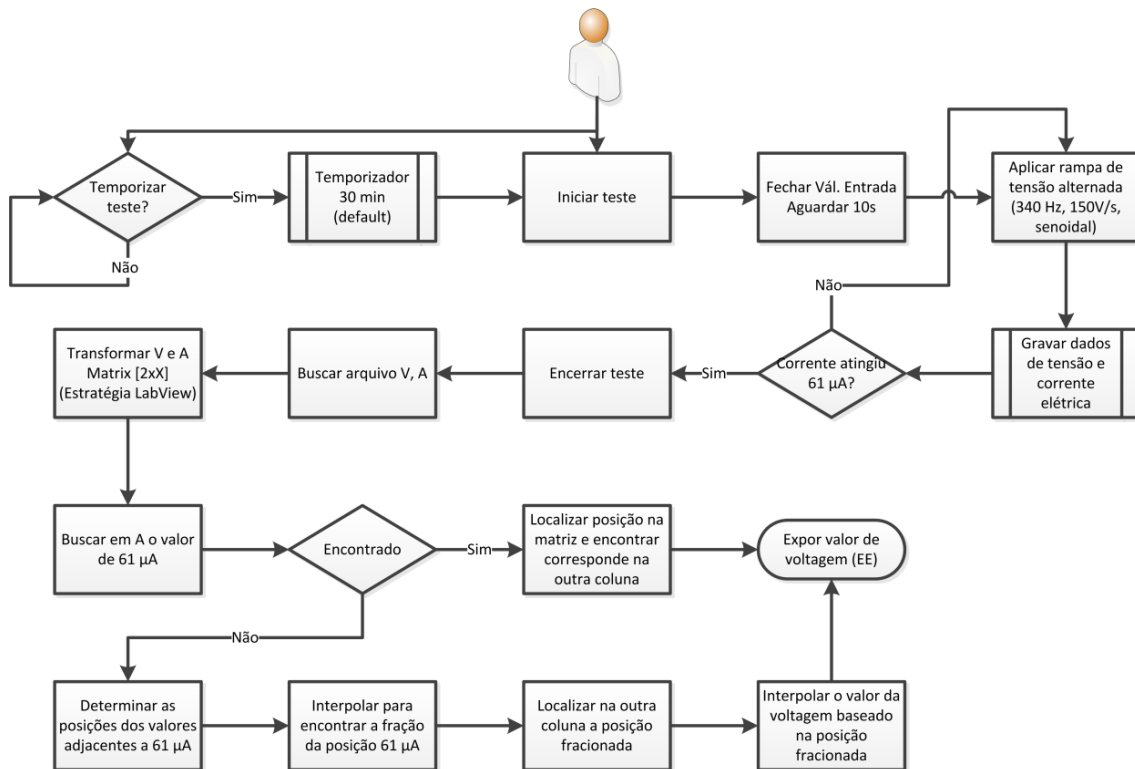 Temporizar
teste?
Sim
Não
Temporizador
30 min
(default)
Iniciar teste
Fechar Vál. Entrada
Aguardar 10s
Aplicar rampa de
tensão alternada
(340 Hz, 150V/s,
senoidal)
Gravar dados
de tensão e
corrente
elétrica
Corrente atingiu
61 µA?
Não
Sim
Encerrar teste
Buscar arquivo V, A
Transformar V e A
Matrix [2xX]
(Estratégia LabView)
Buscar em A o valor
de 61 µA
Encontrado
Sim
Não
Localizar posição na
matriz e encontrar
corresponde na
outra coluna
Expor valor de
voltagem (EE)
Determinar as
posições dos valores
adjacentes a 61 µA
Interpolar para
encontrar a fração
da posição 61 µA
Localizar na outra
coluna a posição
fracionada
Interpolar o valor da
voltagem baseado
na posição
fracionada